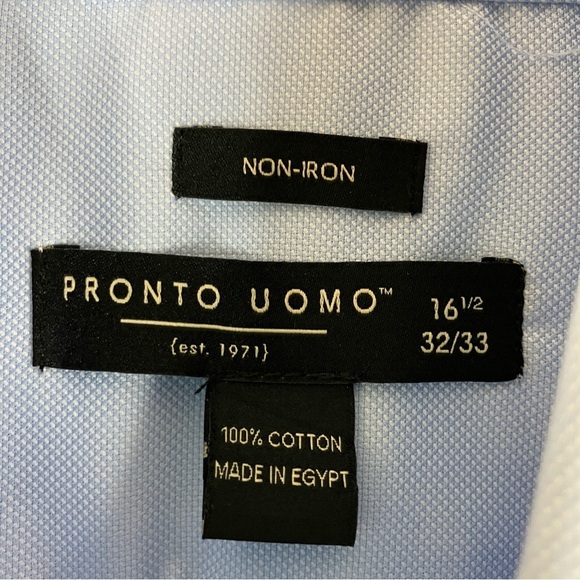 NON-IRON
PRONTO UOMO™
{est. 1971}
16 1/2
32/33
100% COTTON
MADE IN EGYPT